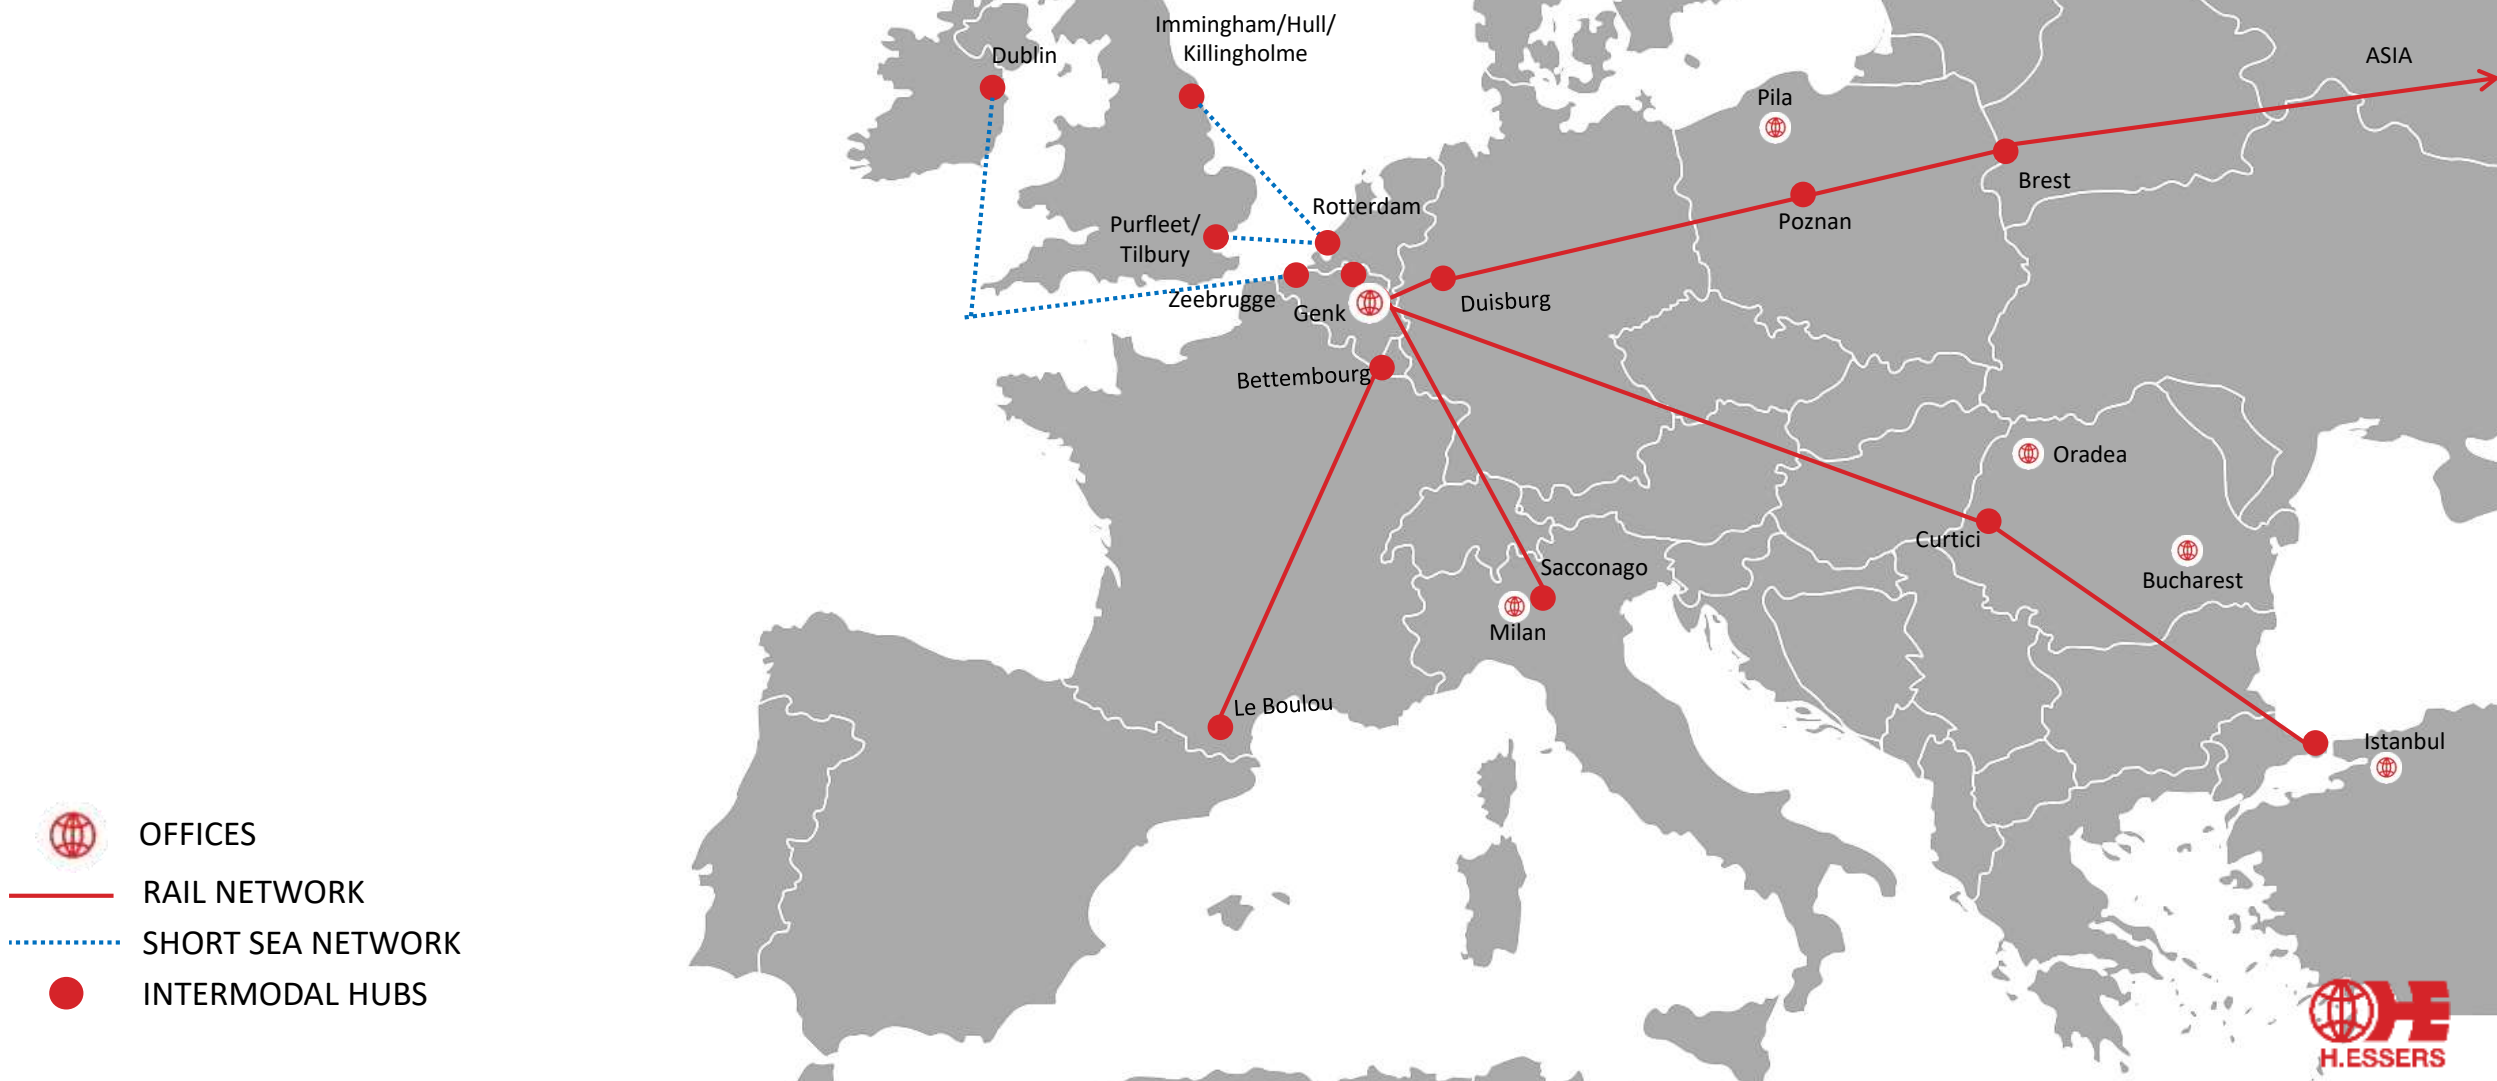 Immingham/Hull/
Killingholme
Dublin
ASIA
Pila
Brest
Rotterdam
Poznan
Purfleet/
Tilbury
Zeebrugge
Genk
Duisburg
Bettembourg
Oradea
Curtici
Sacconago
Bucharest
Milan
Le Boulou
Istanbul
OFFICES
RAIL NETWORK
SHORT SEA NETWORK
INTERMODAL HUBS
HE
H.ESSERS